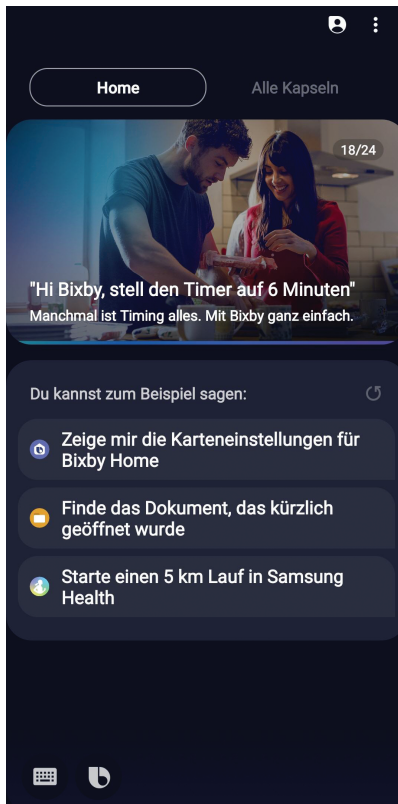 Home
Alle Kapseln
18/24
"Hi Bixby, stell den Timer auf 6 Minuten"
Manchmal ist Timing alles. Mit Bixby ganz einfach.
Du kannst zum Beispiel sagen:
Zeige mir die Karteneinstellungen für
Bixby Home
Finde das Dokument, das kürzlich
geöffnet wurde
Starte einen 5 km Lauf in Samsung
Health